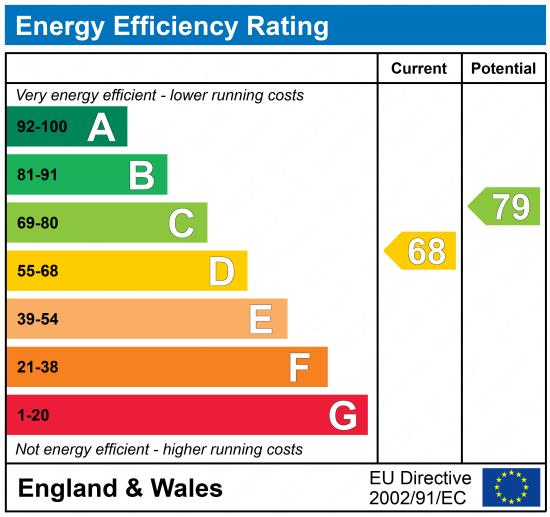 Energy Efficiency Rating
Current Potential
Very energy efficient - lower running costs
92-100 A
81-91 B
69-80 C
55-68 D
39-54 E
21-38 F
1-20 G
68
79
Not energy efficient - higher running costs
England & Wales
EU Directive
2002/91/EC